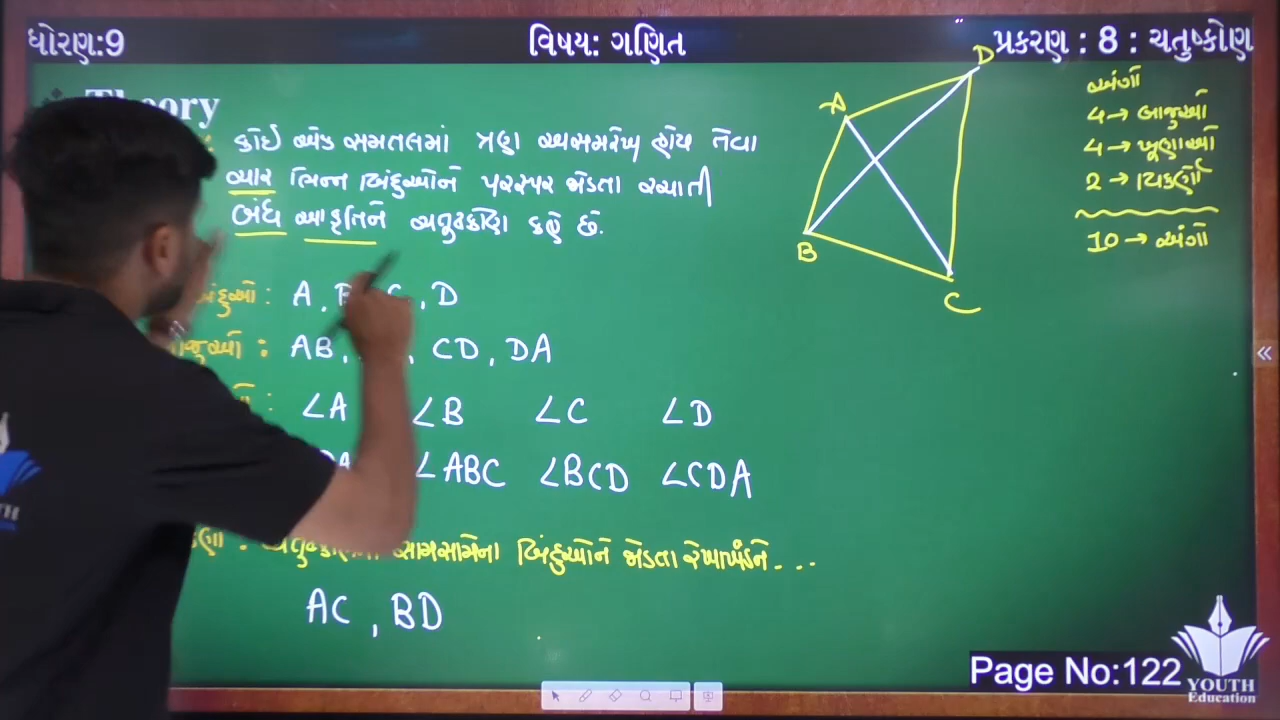 ધોરણ:9
વિષય: ગણિત
પ્રકરણ : 8 : ચતુષ્કોણ
Theory
: કોઈ એક સમતલમાં ત્રણ અસમરેખ હોય તેવા
ચાર ભિન્ન બિંદુઓને પરસ્પર જોડતા રચાતી
બંધ આકૃતિને ચતુષ્કોણ કહે છે.
: A, B, C, D
: AB, CD, DA
: ∠A ∠B ∠C ∠D
∠ABC ∠BCD ∠CDA
: સામસામેના બિંદુઓને જોડતા રેખાખંડને...
AC, BD
A
D
B
C
અંગો
4→ બાજુઓ
4→ ખૂણાઓ
2→ વિકર્ણો
10→ અંગો
Page No:122
YOUTH
Education